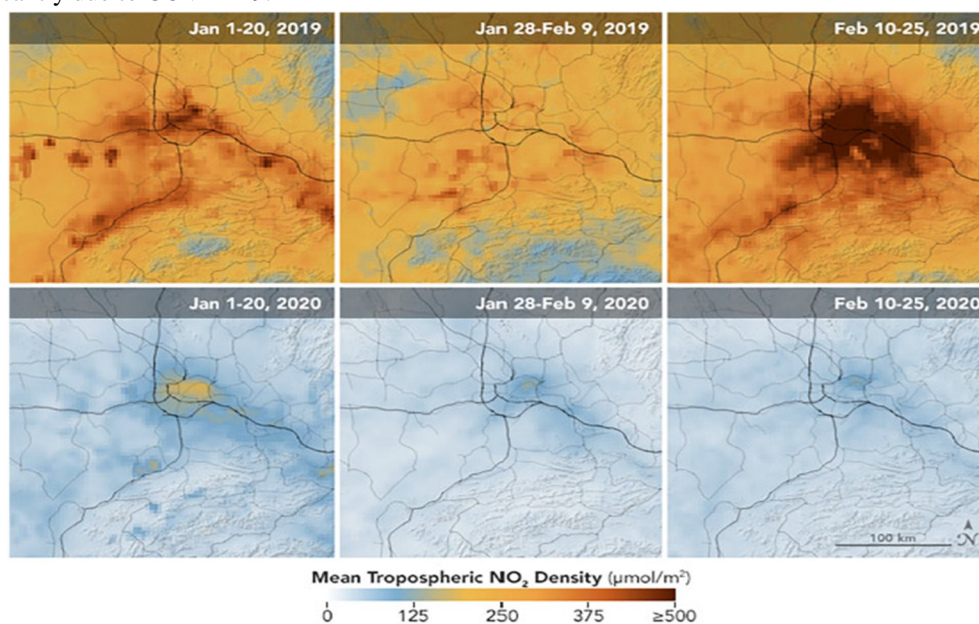 Jan 1-20, 2019
Jan 28-Feb 9, 2019
Feb 10-25, 2019
Jan 1-20, 2020
Jan 28-Feb 9, 2020
Feb 10-25, 2020
100 km
N
Mean Tropospheric NO₂ Density (μmol/m²)
0 125 250 375 ≥500